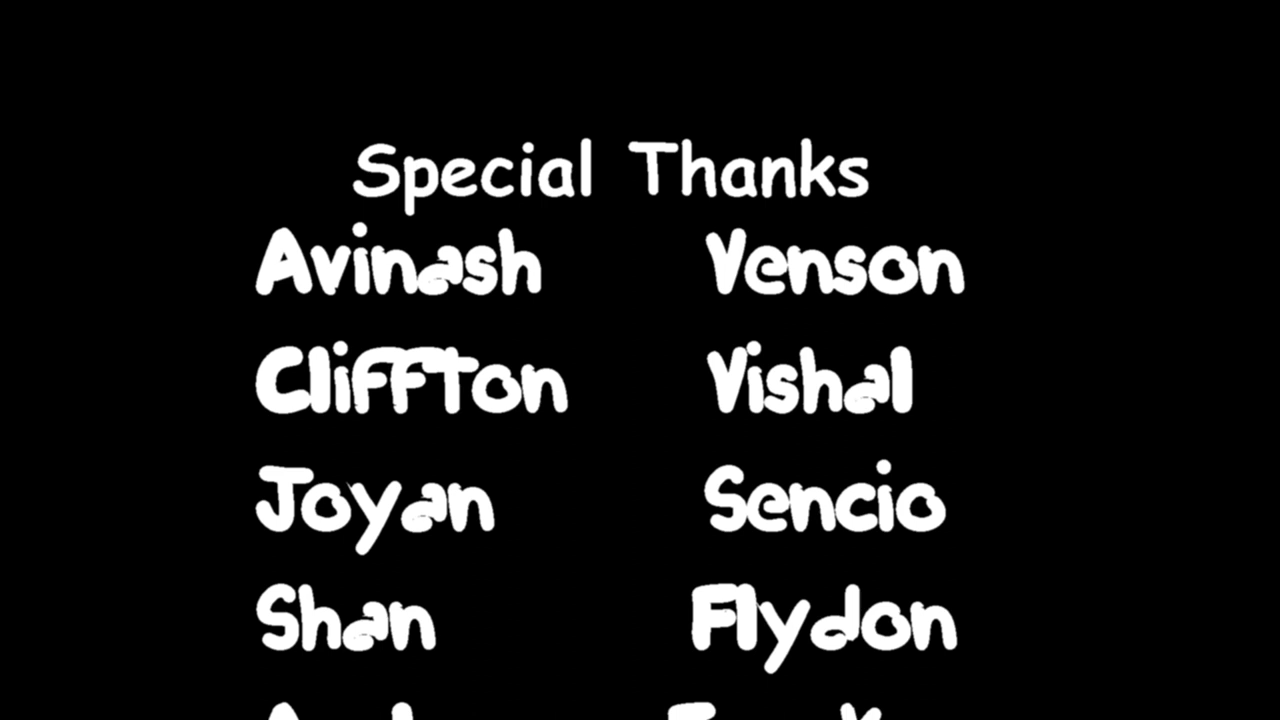 Special Thanks
Avinash Venson
Cliffton Vishal
Joyan Sencio
Shan Flydon